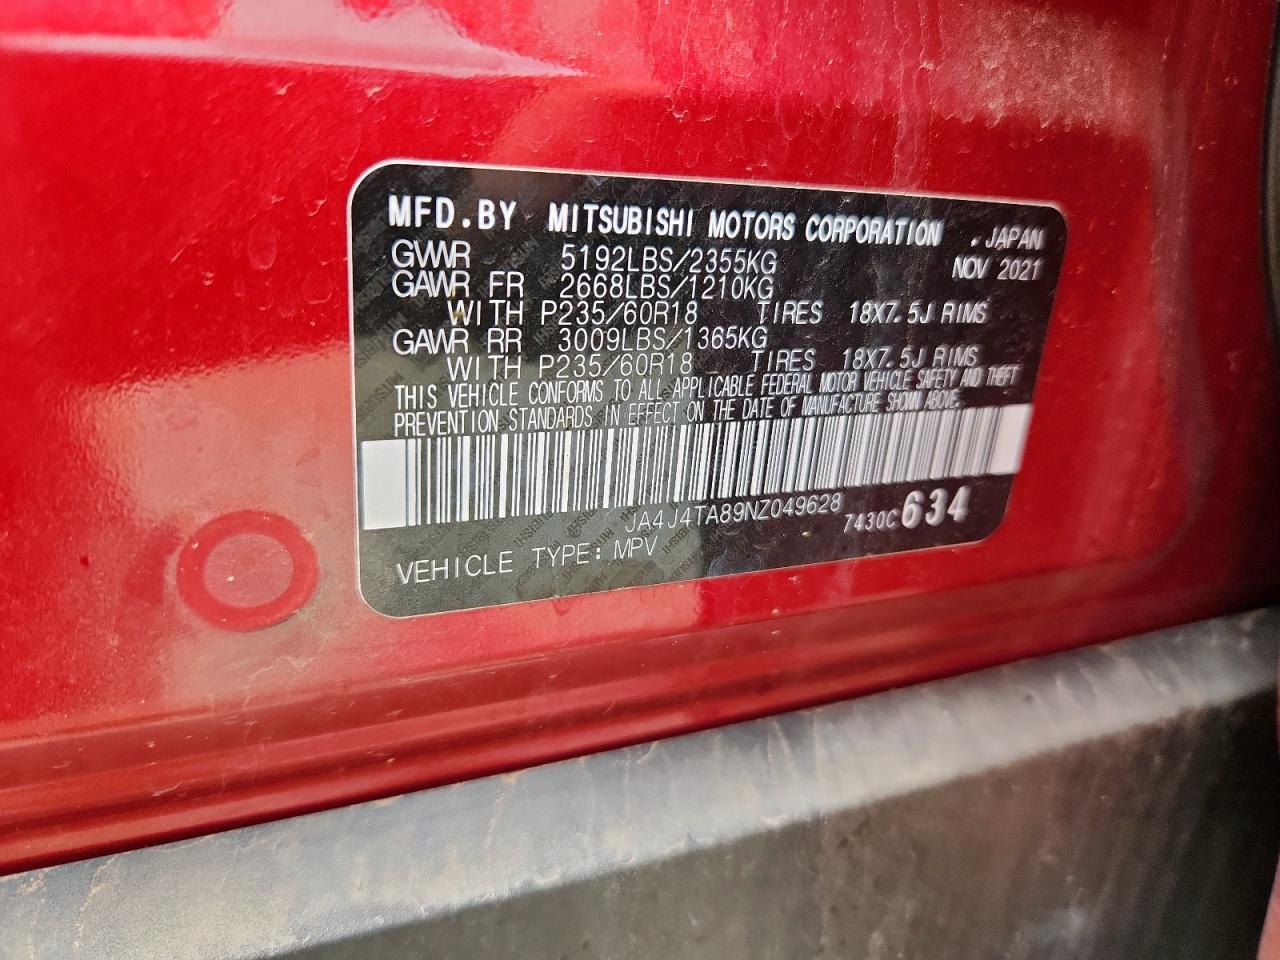 MFD.BY MITSUBISHI MOTORS CORPORATION . JAPAN
GVWR 5192LBS/2355KG NOV 2021
GAWR FR 2668LBS/1210KG
WITH P235/60R18 TIRES 18X7.5J RIMS
GAWR RR 3009LBS/1365KG
WITH P235/60R18 TIRES 18X7.5J RIMS
THIS VEHICLE CONFORMS TO ALL APPLICABLE FEDERAL MOTOR VEHICLE SAFETY AND THEFT
PREVENTION STANDARDS IN EFFECT ON THE DATE OF MANUFACTURE SHOWN ABOVE.
JA4J4TA89NZ049628 7430C 634
VEHICLE TYPE: MPV